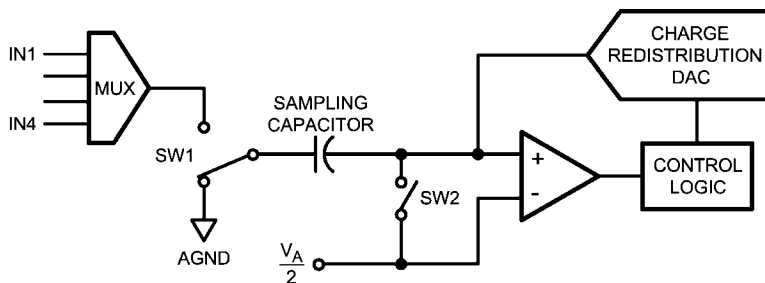 IN1
IN4
MUX
SW1
AGND
SAMPLING
CAPACITOR
SW2
V_A
2
+
-
CHARGE
REDISTRIBUTION
DAC
CONTROL
LOGIC